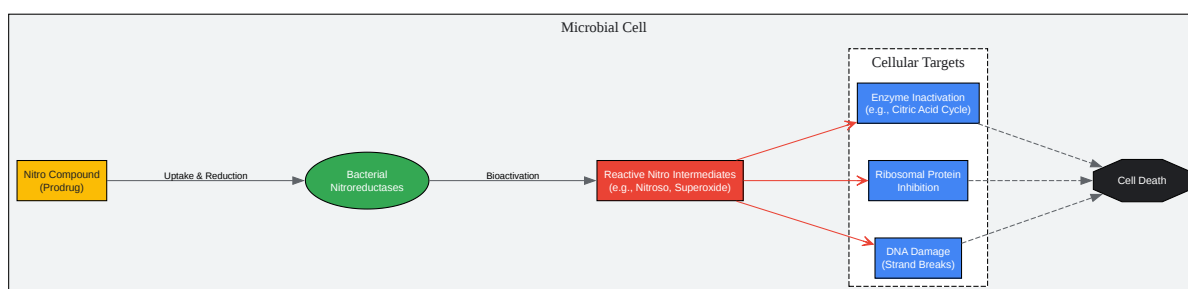 Microbial Cell
Cellular Targets
Enzyme Inactivation
(e.g., Citric Acid Cycle)
Nitro Compound
(Prodrug)
Uptake & Reduction
Bacterial
Nitroreductases
Bioactivation
Reactive Nitro Intermediates
(e.g., Nitroso, Superoxide)
Ribosomal Protein
Inhibition
Cell Death
DNA Damage
(Strand Breaks)